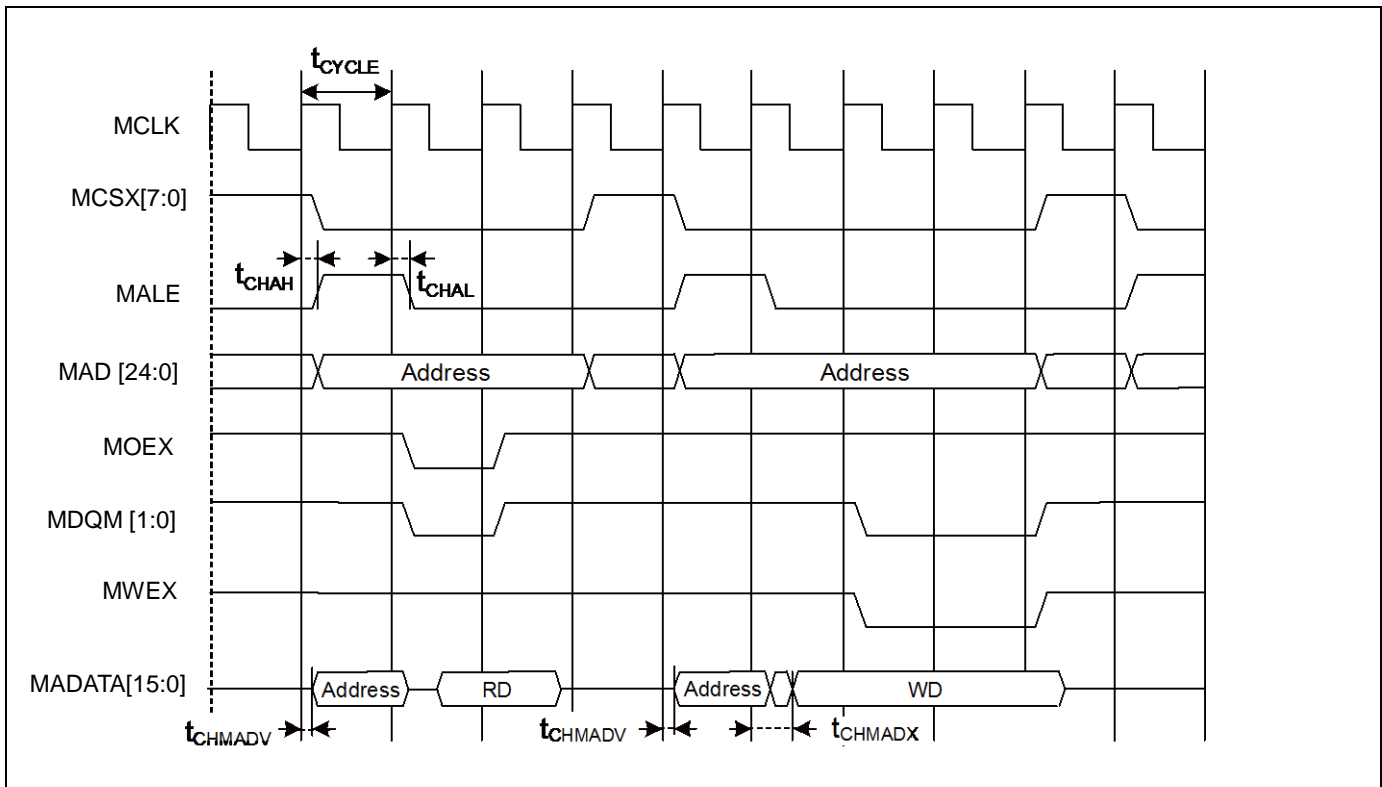 tCYCLE
MCLK
MCSX[7:0]
tCHAH
tCHAL
MALE
MAD [24:0]
Address
Address
MOEX
MDQM [1:0]
MWEX
MADATA[15:0]
Address
RD
Address
WD
tCHMADV
tCHMADV
tCHMADX